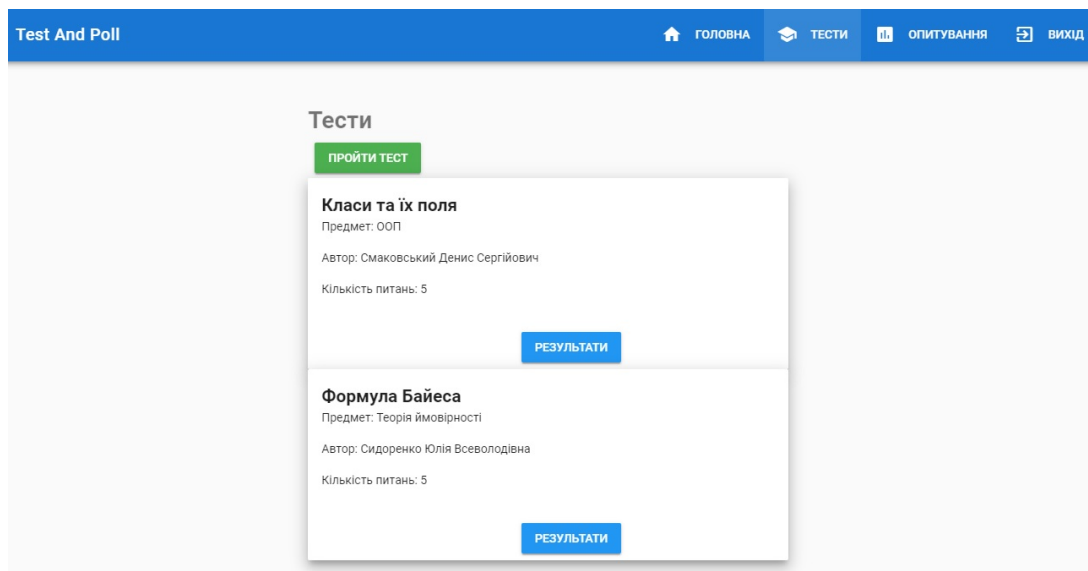 Test And Poll
ГОЛОВНА
ТЕСТИ
ОПИТУВАННЯ
ВИХІД
Тести
ПРОЙТИ ТЕСТ
Класи та їх поля
Предмет: ООП
Автор: Смаковський Денис Сергійович
Кількість питань: 5
РЕЗУЛЬТАТИ
Формула Байеса
Предмет: Теорія ймовірності
Автор: Сидоренко Юлія Всеволодівна
Кількість питань: 5
РЕЗУЛЬТАТИ